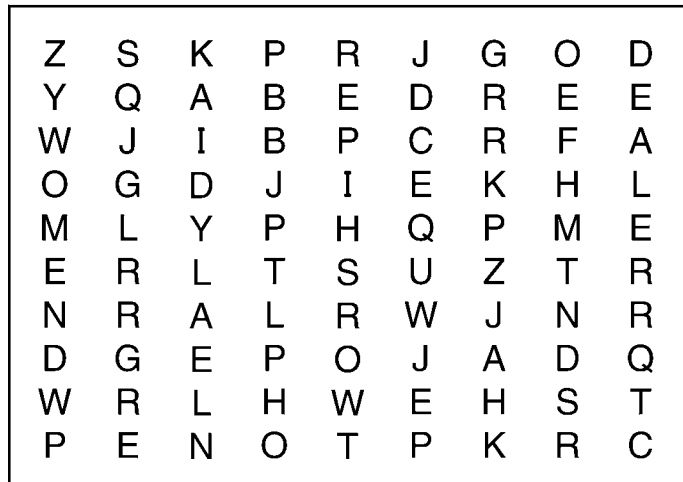 Z S K P R J G O D
Y Q A B E D R E E
W J I B P C R F A
O G D J I E K H L
M L Y P H Q P M E
E R L T S U Z T R
N R A L R W J N R
D G E P O J A D Q
W R L H W E H S T
P E N O T P K R C